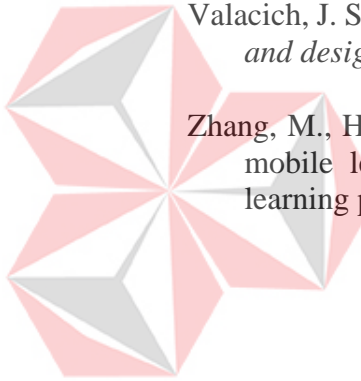 Valacich, J. S
and desig
Zhang, M., H
mobile le
learning p